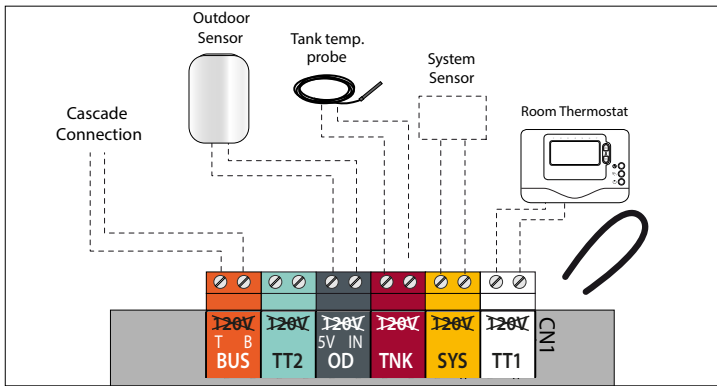 Outdoor
Sensor
Tank temp.
probe
System
Sensor
Cascade
Connection
Room Thermostat
120V 120V 120V 120V 120V 120V
T B 5V IN
BUS TT2 OD TNK SYS TT1
CN1